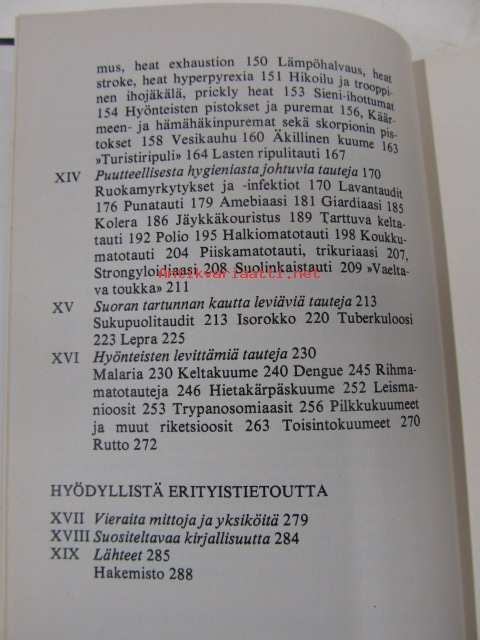 mus, heat exhaustion 150 Lämpöhalvaus, heat
stroke, heat hyperpyrexia 151 Hikoilu ja trooppi-
nen ihojäkälä, prickly heat 153 Sieni-ihottumat
154 Hyönteisten pistokset ja puremat 156, Käär-
meen- ja hämähäkinpuremat sekä skorpionin pis-
tokset 158 Vesikauhu 160 Äkillinen kuume 163
»Turistiripuli» 164 Lasten ripulitauti 167
XIV Puutteellisesta hygieniasta johtuvia tauteja 170
Ruokamyrkytykset ja -infektiot 170 Lavantaudit
176 Punatauti 179 Amebiaasi 181 Giardiaasi 185
Kolera 186 Jäykkäkouristus 189 Tarttuva kelta-
tauti 192 Polio 195 Halkiomatotauti 198 Koukku-
matotauti 204 Piiskamatotauti, trikuriaasi 207,
Strongyloidiaasi 208 Suolinkaistauti 209 »Vaelta-
va toukka» 211
Antikvariaatti.net
XV Suoran tartunnan kautta leviäviä tauteja 213
Sukupuolitaudit 213 Isorokko 220 Tuberkuloosi
223 Lepra 225
XVI Hyönteisten levittämiä tauteja 230
Malaria 230 Keltakuume 240 Dengue 245 Rihma-
matotauteja 246 Hietakärpäskuume 252 Leisma-
nioosit 253 Trypanosomiaasit 256 Pilkkukuumeet
ja muut riketsioosit 263 Toisintokuumeet 270
Rutto 272
HYÖDYLLISTÄ ERITYISTIETOUTTA
XVII Vieraita mittoja ja yksiköitä 279
XVIII Suositeltavaa kirjallisuutta 284
XIX Lähteet 285
Hakemisto 288